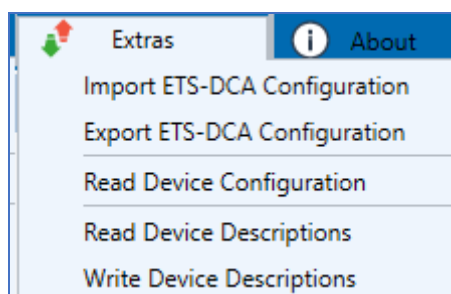 Extras
About
Import ETS-DCA Configuration
Export ETS-DCA Configuration
Read Device Configuration
Read Device Descriptions
Write Device Descriptions